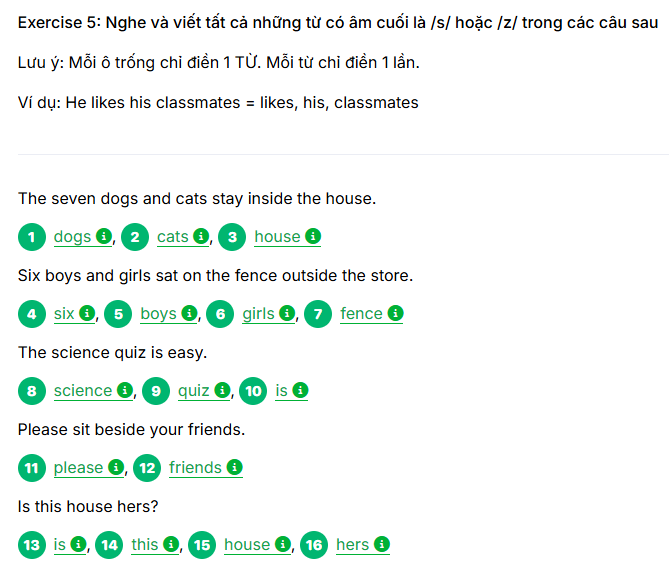 Exercise 5: Nghe và viết tất cả những từ có âm cuối là /s/ hoặc /z/ trong các câu sau
Lưu ý: Mỗi ô trống chỉ điền 1 TỪ. Mỗi từ chỉ điền 1 lần.
Ví dụ: He likes his classmates = likes, his, classmates
The seven dogs and cats stay inside the house.
1 dogs i, 2 cats i, 3 house i
Six boys and girls sat on the fence outside the store.
4 six i, 5 boys i, 6 girls i, 7 fence i
The science quiz is easy.
8 science i, 9 quiz i, 10 is i
Please sit beside your friends.
11 please i, 12 friends i
Is this house hers?
13 is i, 14 this i, 15 house i, 16 hers i